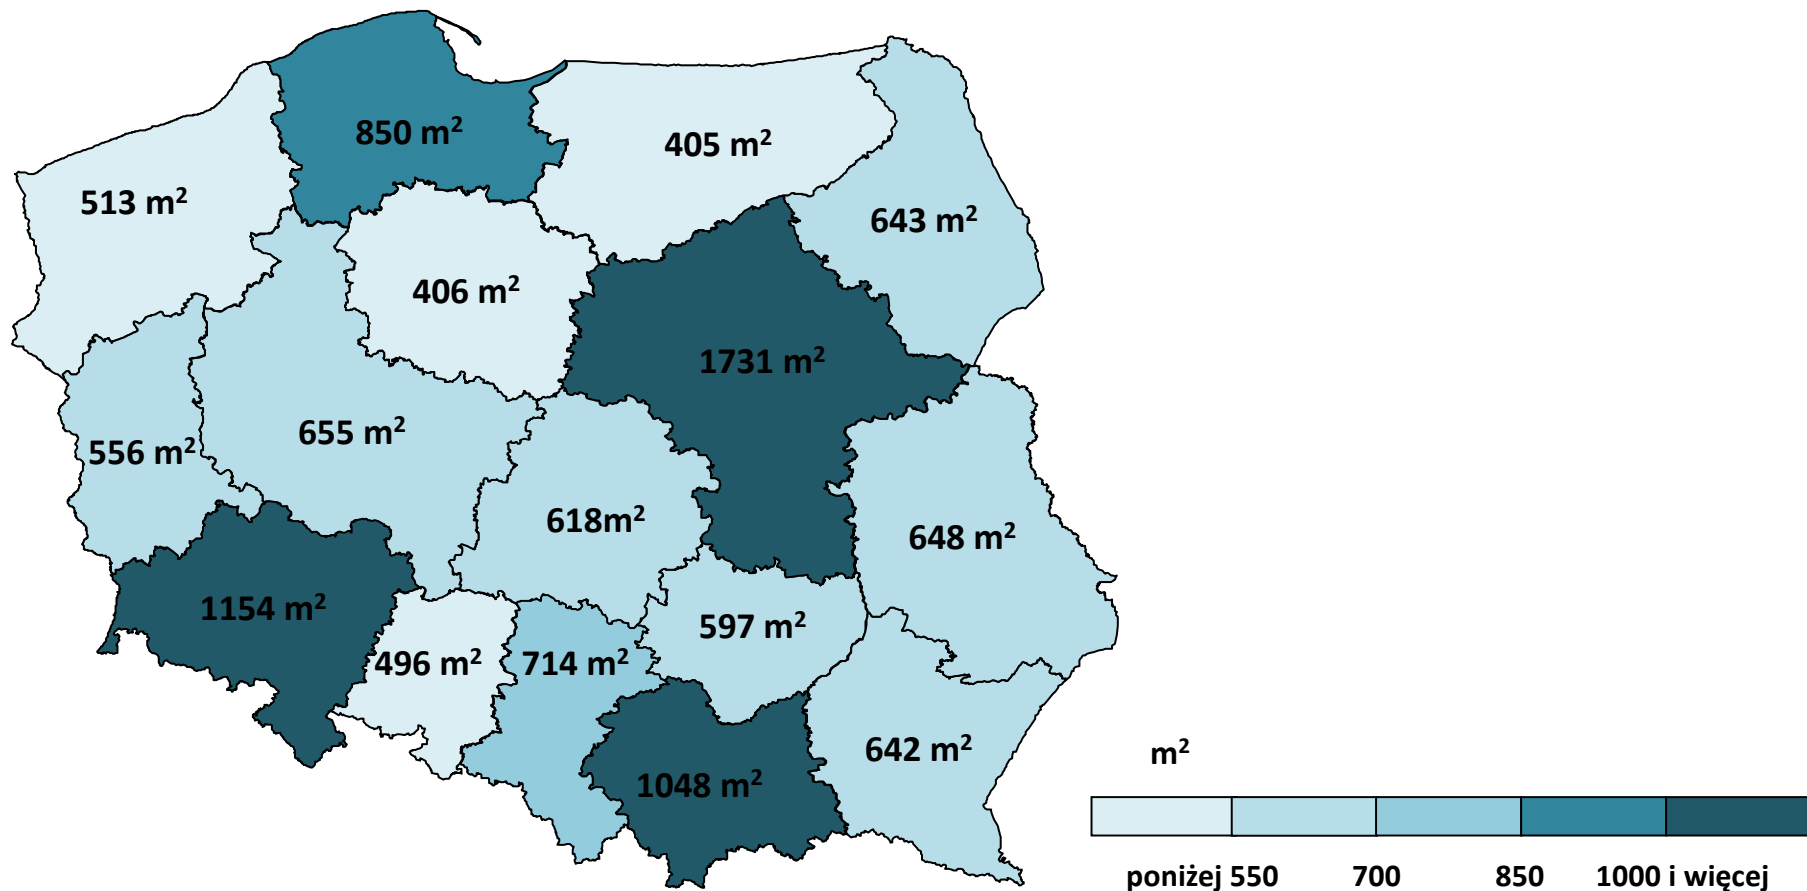 850 m²
405 m²
513 m²
643 m²
406 m²
1731 m²
655 m²
556 m²
618m²
648 m²
1154 m²
597 m²
496 m²
714 m²
642 m²
1048 m²
m²
poniżej 550 700 850 1000 i więcej